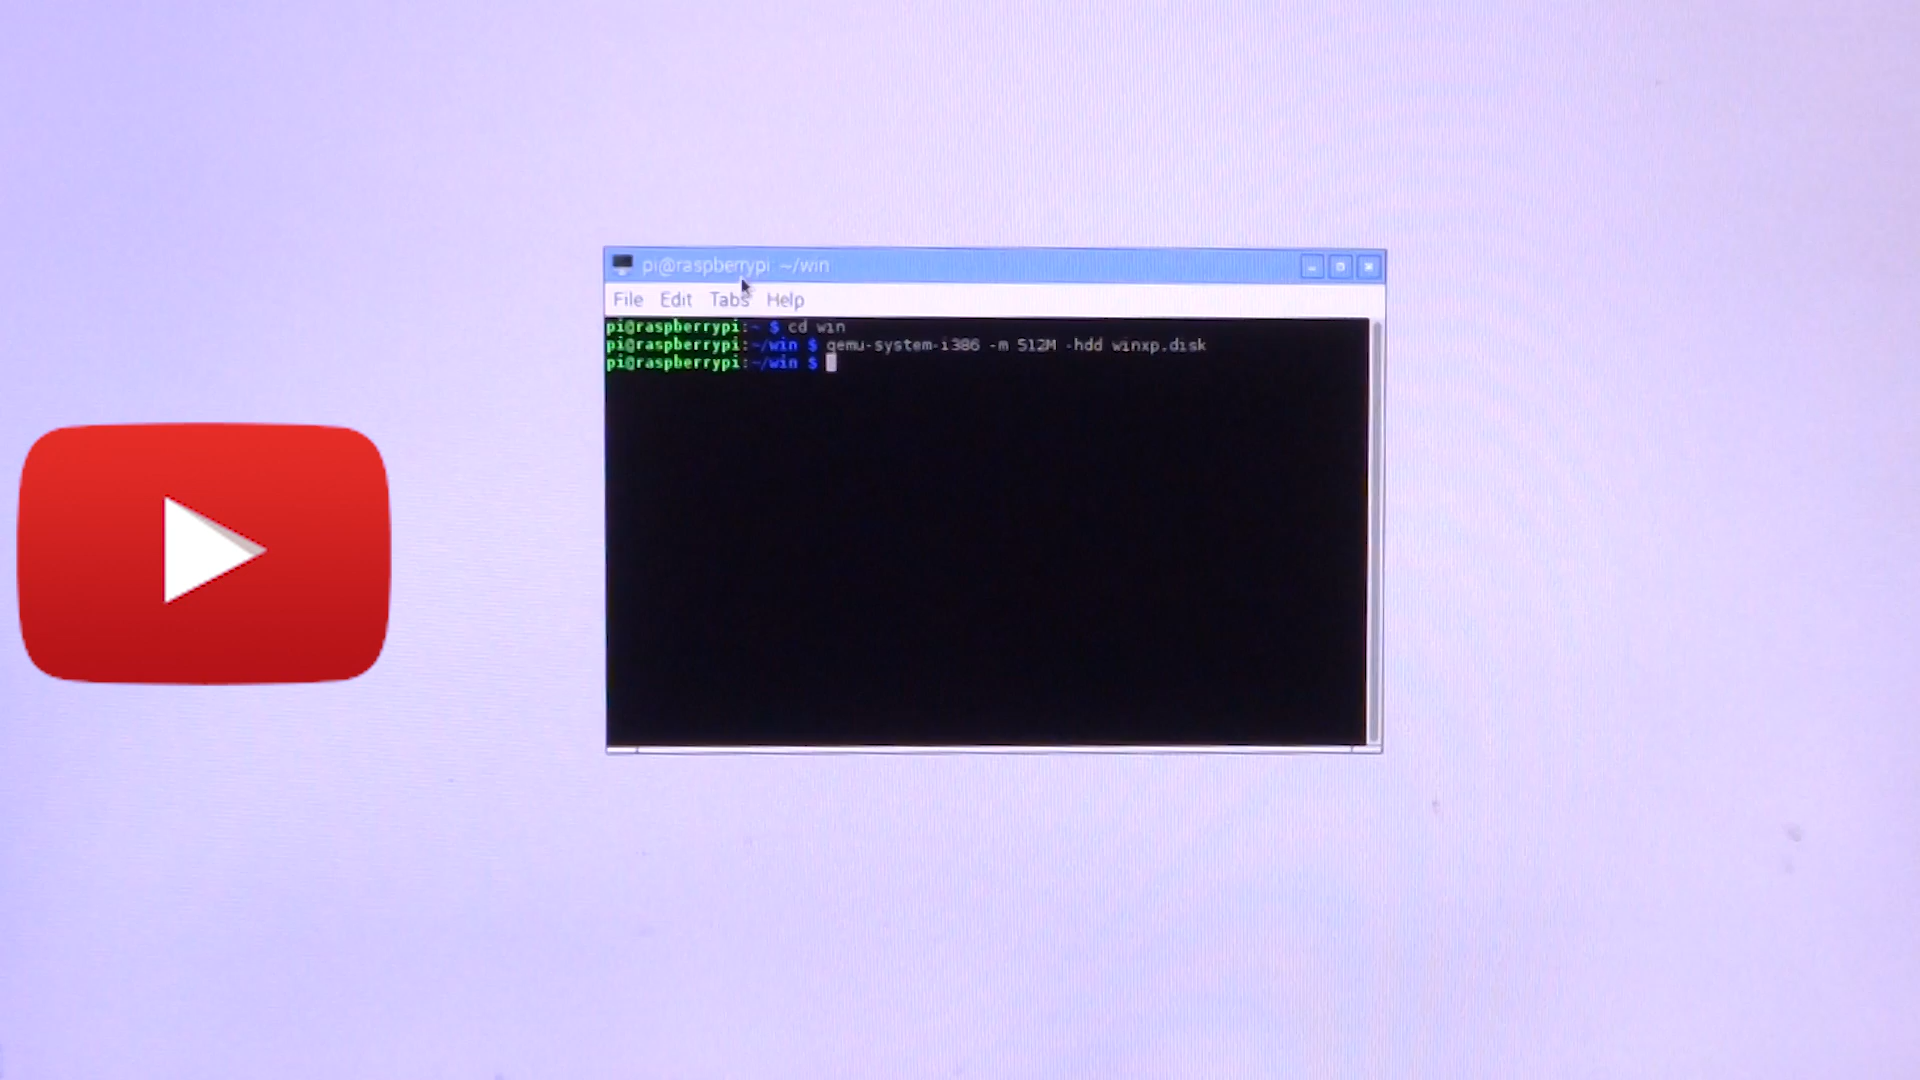 pi@raspberrypi: ~/win
File Edit Tabs Help
pi@raspberrypi:~ $ cd win
pi@raspberrypi:~/win $ qemu-system-i386 -m 512M -hdd winxp.disk
pi@raspberrypi:~/win $